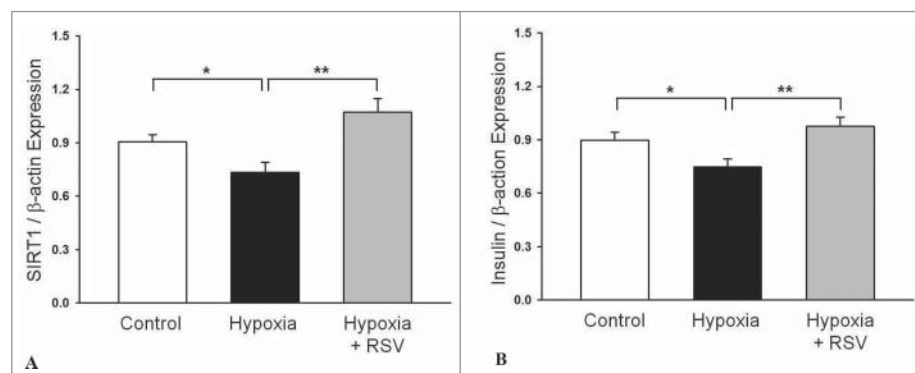 SIRT1 / β-actin Expression
1.5
1.2
0.9
0.6
0.3
0.0
*
**
Control
Hypoxia
Hypoxia
+ RSV
A
Insulin / β-action Expression
1.5
1.2
0.9
0.6
0.3
0.0
*
**
Control
Hypoxia
Hypoxia
+ RSV
B